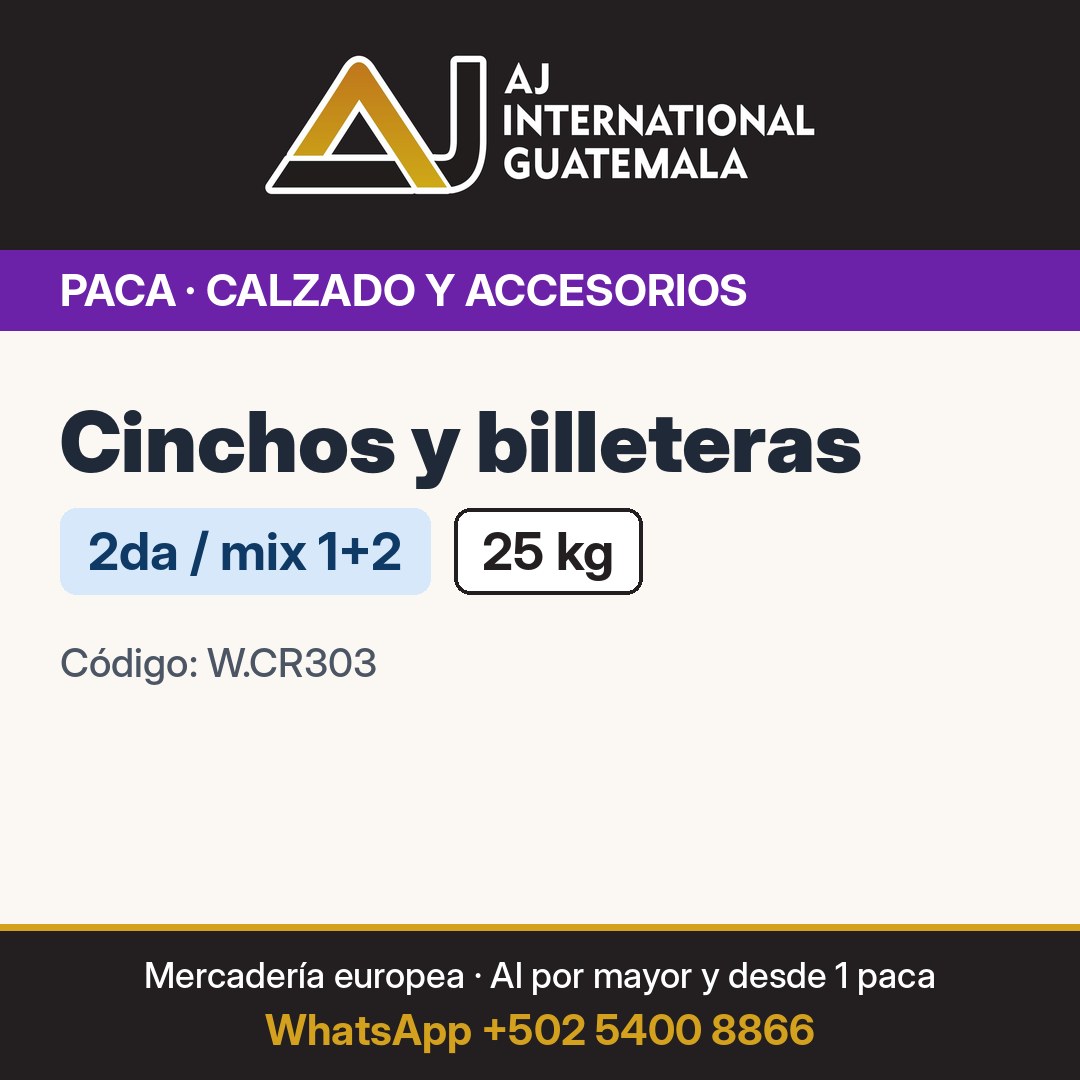 AJ
AJ
INTERNATIONAL
GUATEMALA
PACA · CALZADO Y ACCESORIOS
Cinchos y billeteras
2da / mix 1+2
25 kg
Código: W.CR303
Mercadería europea · Al por mayor y desde 1 paca
WhatsApp +502 5400 8866